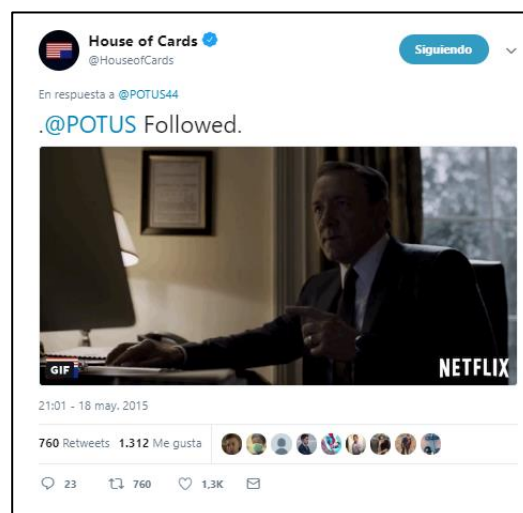 House of Cards
@HouseofCards
Siguiendo
En respuesta a @POTUS44
.@POTUS Followed.
GIF
NETFLIX
21:01 - 18 may. 2015
760 Retweets 1.312 Me gusta
23 760 1,3K